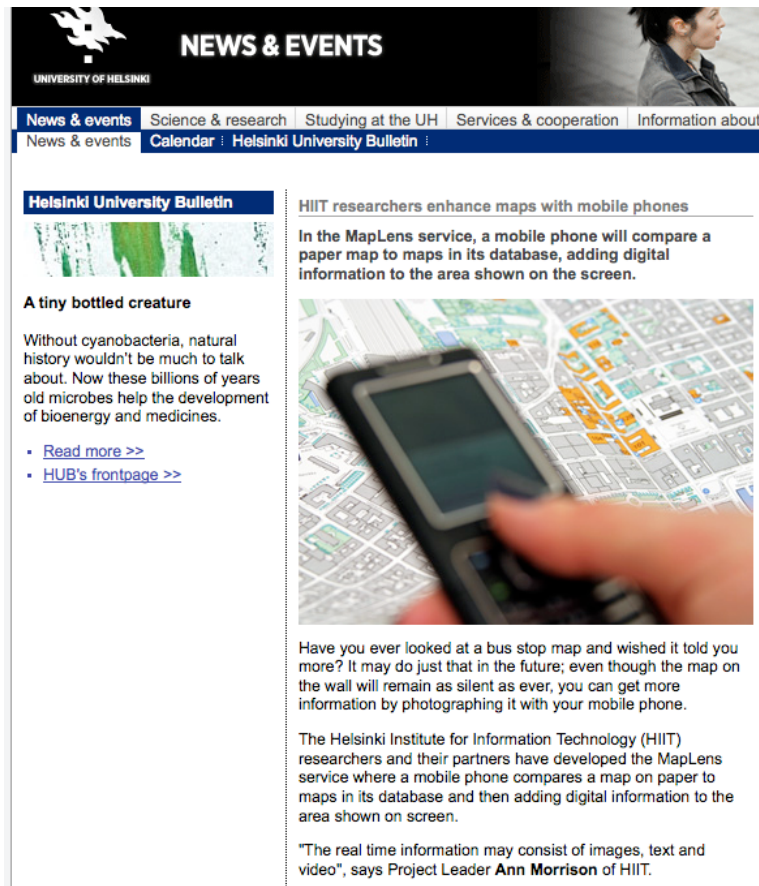 UNIVERSITY OF HELSINKI
NEWS & EVENTS
News & events
Science & research
Studying at the UH
Services & cooperation
Information about
News & events
Calendar
Helsinki University Bulletin
Helsinki University Bulletin
A tiny bottled creature
Without cyanobacteria, natural
history wouldn't be much to talk
about. Now these billions of years
old microbes help the development
of bioenergy and medicines.
Read more >>
HUB's frontpage >>
HIIT researchers enhance maps with mobile phones
In the MapLens service, a mobile phone will compare a
paper map to maps in its database, adding digital
information to the area shown on the screen.
Have you ever looked at a bus stop map and wished it told you
more? It may do just that in the future; even though the map on
the wall will remain as silent as ever, you can get more
information by photographing it with your mobile phone.
The Helsinki Institute for Information Technology (HIIT)
researchers and their partners have developed the MapLens
service where a mobile phone compares a map on paper to
maps in its database and then adding digital information to the
area shown on screen.
"The real time information may consist of images, text and
video", says Project Leader Ann Morrison of HIIT.